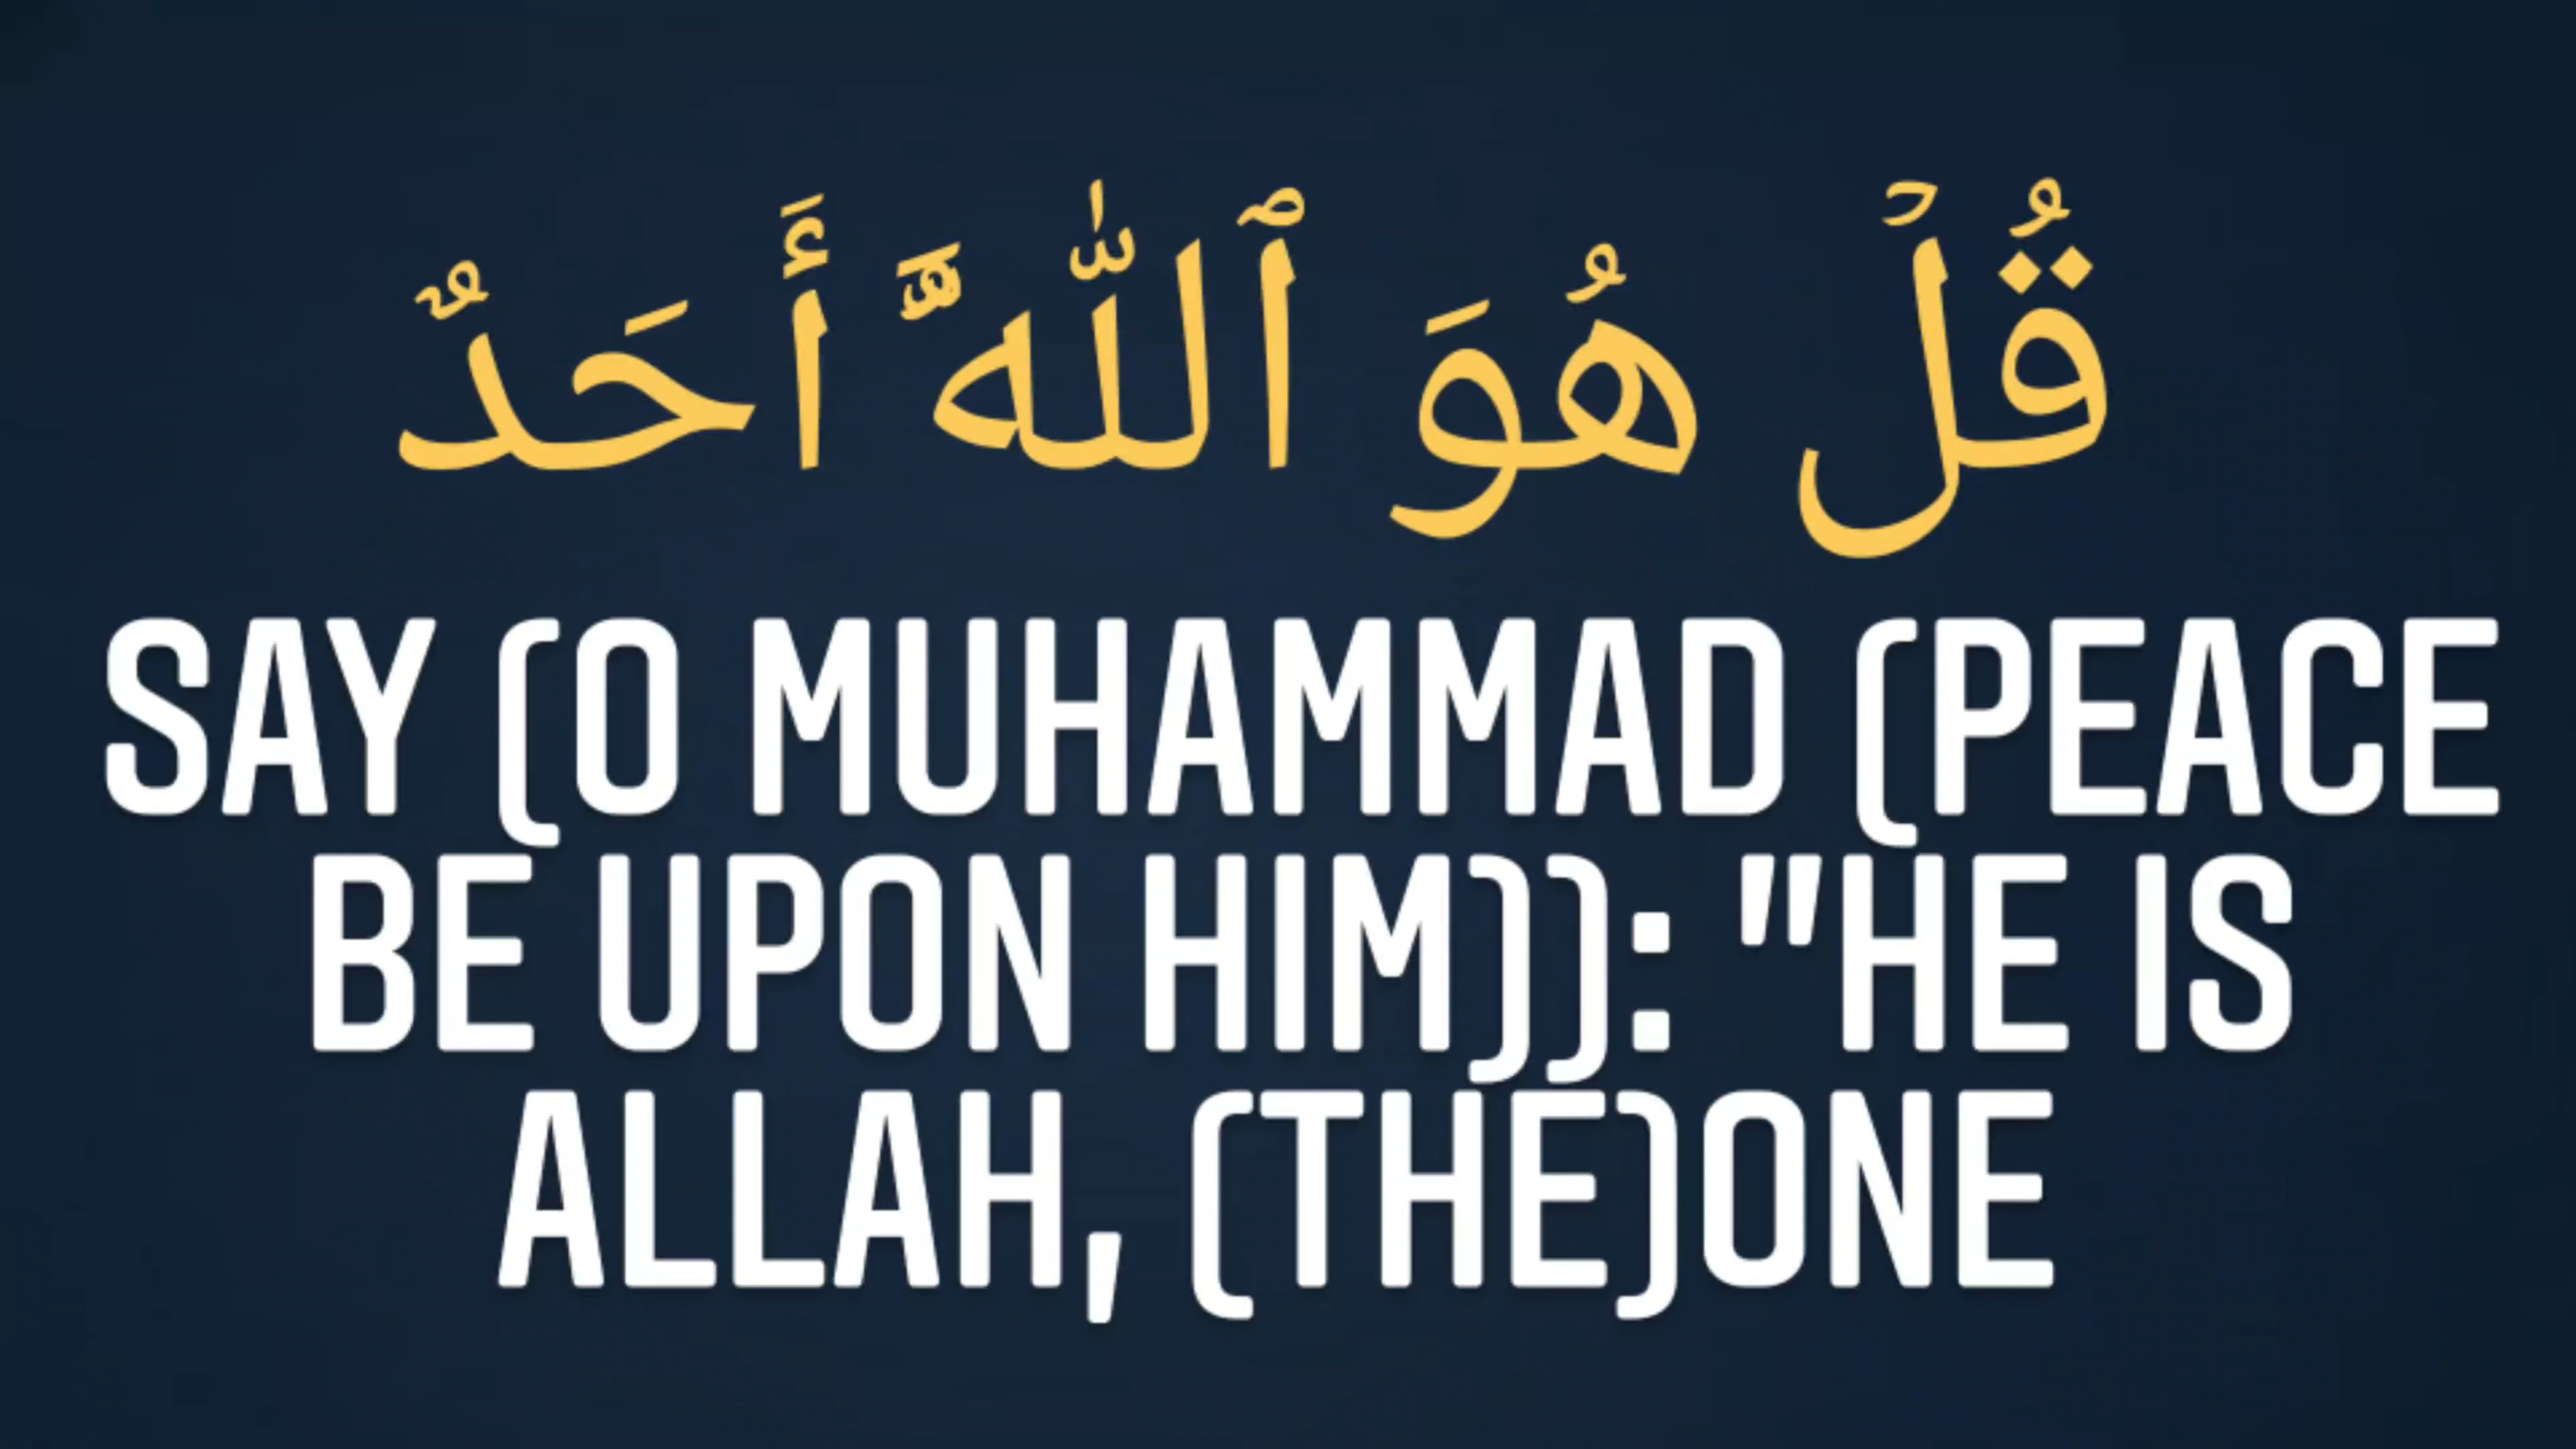 قُلۡ هُوَ ٱللَّهُ أَحَدٌ
SAY (O MUHAMMAD (PEACE
BE UPON HIM)): "HE IS
ALLAH, (THE)ONE